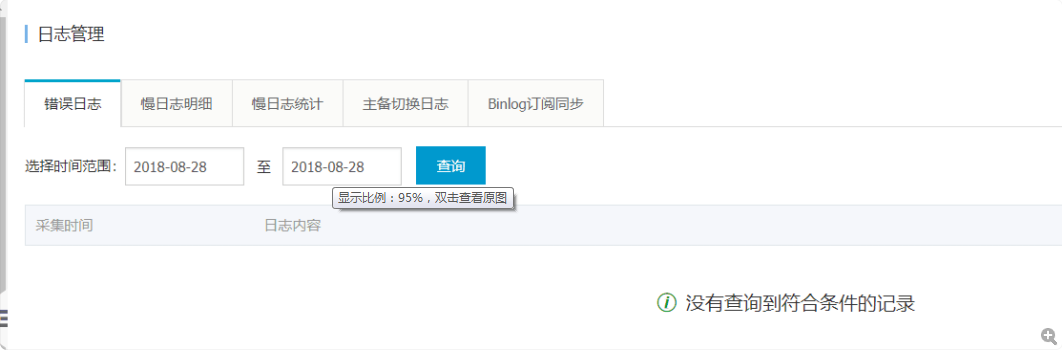 日志管理
错误日志 慢日志明细 慢日志统计 主备切换日志 Binlog订阅同步
选择时间范围： 2018-08-28 至 2018-08-28 查询
显示比例：95%，双击查看原图
采集时间 日志内容
没有查询到符合条件的记录